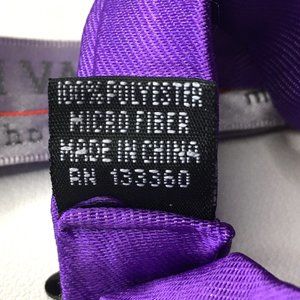 100% POLYESTER
MICRO FIBER
MADE IN CHINA
RN 133360